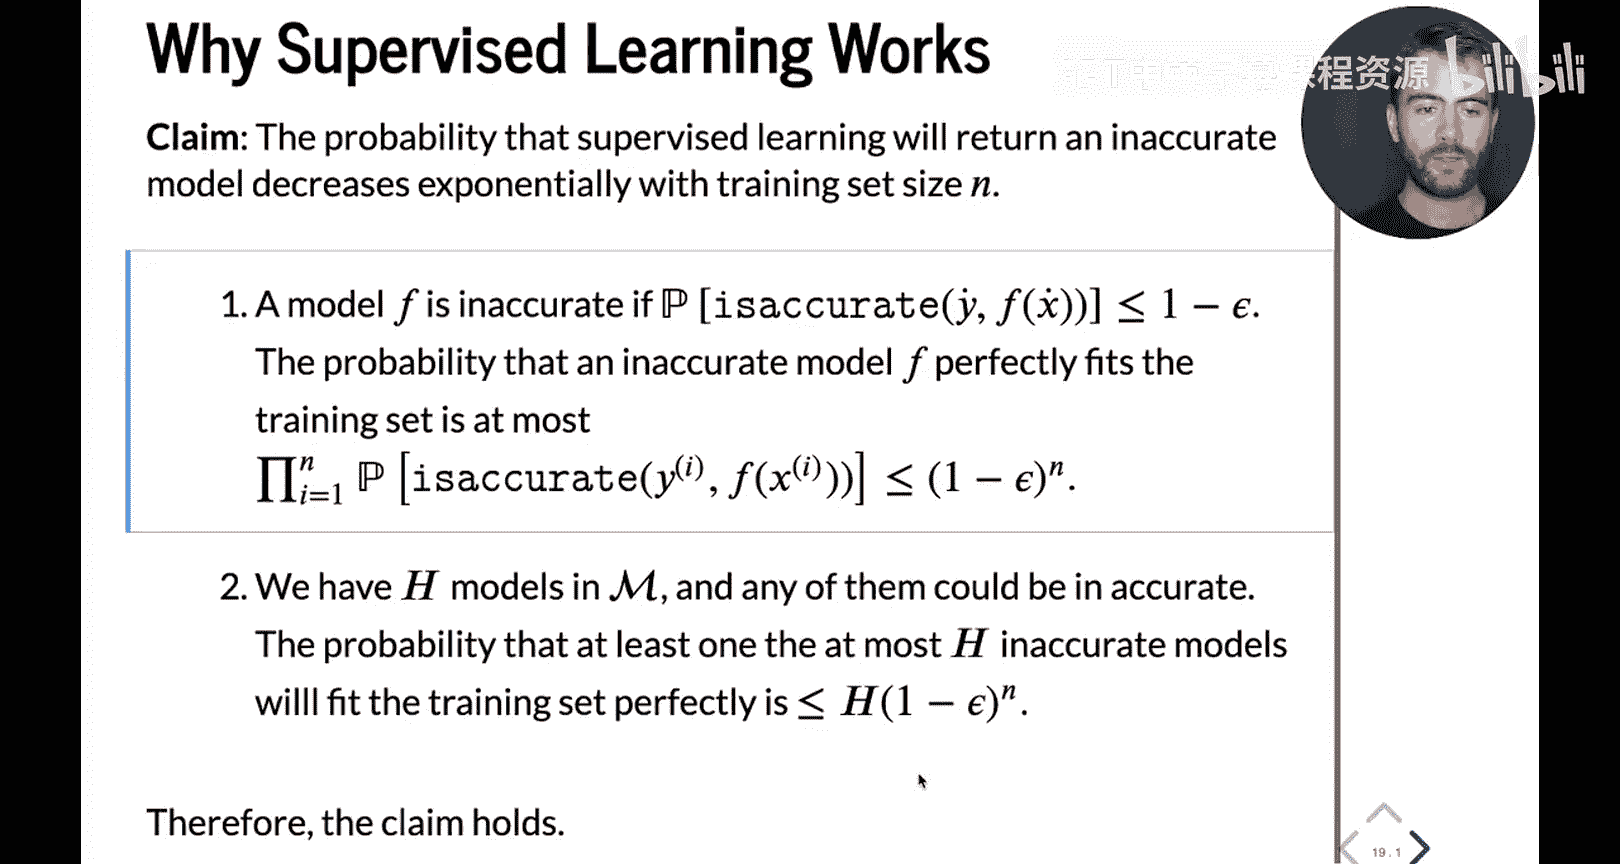 Why Supervised Learning Works
程资源
bilibili
Claim: The probability that supervised learning will return an inaccurate
model decreases exponentially with training set size n.
1. A model f is inaccurate if ℙ [isaccurate(ẏ, f(ẋ))] ≤ 1 − ϵ.
The probability that an inaccurate model f perfectly fits the
training set is at most
∏ⁿᵢ₌₁ ℙ [isaccurate(y⁽ⁱ⁾, f(x⁽ⁱ⁾))] ≤ (1 − ϵ)ⁿ.
2. We have H models in ℳ, and any of them could be in accurate.
The probability that at least one the at most H inaccurate models
willl fit the training set perfectly is ≤ H(1 − ϵ)ⁿ.
Therefore, the claim holds.
19.1